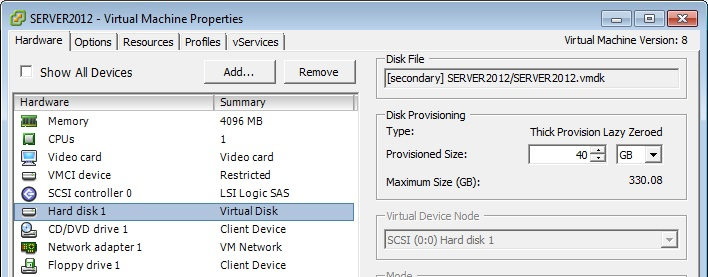 SERVER2012 - Virtual Machine Properties
Hardware Options Resources Profiles vServices Virtual Machine Version: 8
Show All Devices Add... Remove
Hardware Summary
Memory 4096 MB
CPUs 1
Video card Video card
VMCI device Restricted
SCSI controller 0 LSI Logic SAS
Hard disk 1 Virtual Disk
CD/DVD drive 1 Client Device
Network adapter 1 VM Network
Floppy drive 1 Client Device
Disk File
[secondary] SERVER2012/SERVER2012.vmdk
Disk Provisioning
Type: Thick Provision Lazy Zeroed
Provisioned Size: 40 GB
Maximum Size (GB): 330.08
Virtual Device Node
SCSI (0:0) Hard disk 1
Mode